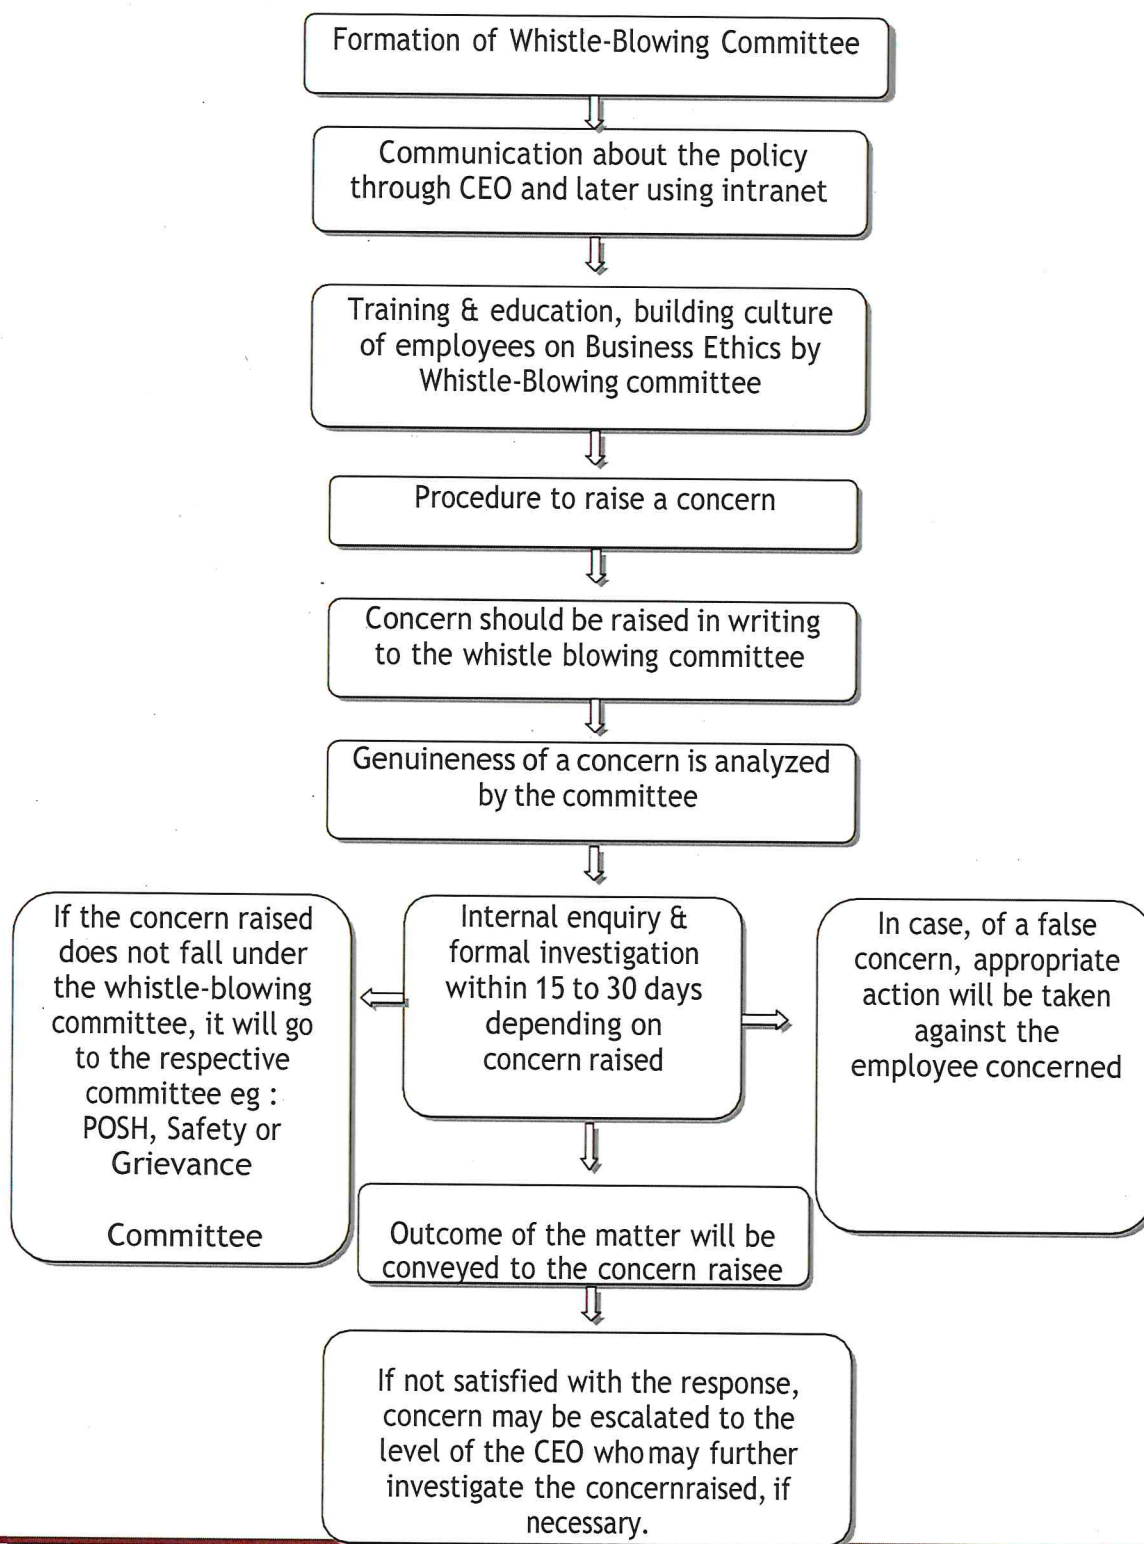 Formation of Whistle-Blowing Committee
Communication about the policy
through CEO and later using intranet
Training & education, building culture
of employees on Business Ethics by
Whistle-Blowing committee
Procedure to raise a concern
Concern should be raised in writing
to the whistle blowing committee
Genuineness of a concern is analyzed
by the committee
If the concern raised
does not fall under
the whistle-blowing
committee, it will go
to the respective
committee eg :
POSH, Safety or
Grievance
Committee
Internal enquiry &
formal investigation
within 15 to 30 days
depending on
concern raised
In case, of a false
concern, appropriate
action will be taken
against the
employee concerned
Outcome of the matter will be
conveyed to the concern raisee
If not satisfied with the response,
concern may be escalated to the
level of the CEO who may further
investigate the concernraised, if
necessary.